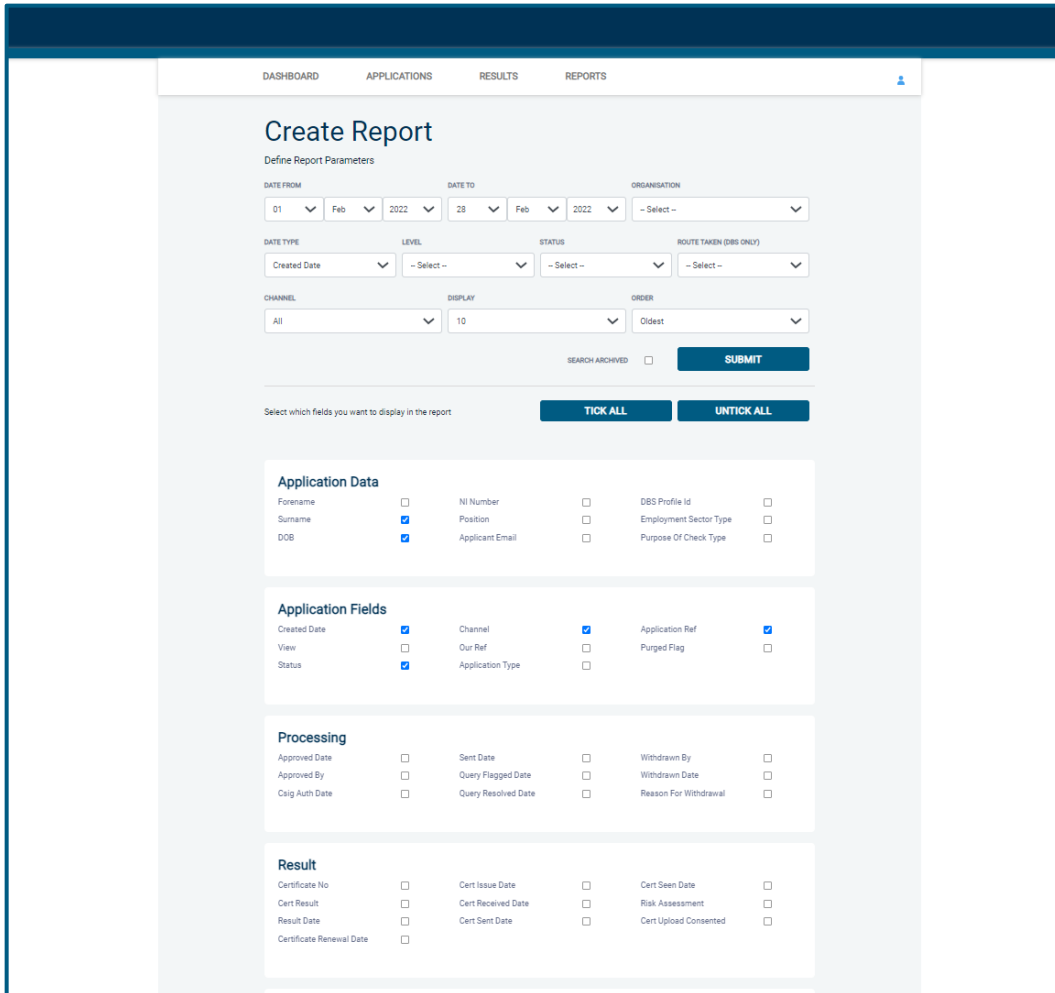 DASHBOARD APPLICATIONS RESULTS REPORTS
Create Report
Define Report Parameters
DATE FROM DATE TO ORGANISATION
01 Feb 2022 28 Feb 2022 -- Select --
DATE TYPE LEVEL STATUS ROUTE TAKEN (DBS ONLY)
Created Date -- Select -- -- Select -- -- Select --
CHANNEL DISPLAY ORDER
All 10 Oldest
SEARCH ARCHIVED SUBMIT
Select which fields you want to display in the report TICK ALL UNTICK ALL
Application Data
Forename NI Number DBS Profile Id
Surname Position Employment Sector Type
DOB Applicant Email Purpose Of Check Type
Application Fields
Created Date Channel Application Ref
View Our Ref Purged Flag
Status Application Type
Processing
Approved Date Sent Date Withdrawn By
Approved By Query Flagged Date Withdrawn Date
Csig Auth Date Query Resolved Date Reason For Withdrawal
Result
Certificate No Cert Issue Date Cert Seen Date
Cert Result Cert Received Date Risk Assessment
Result Date Cert Sent Date Cert Upload Consented
Certificate Renewal Date